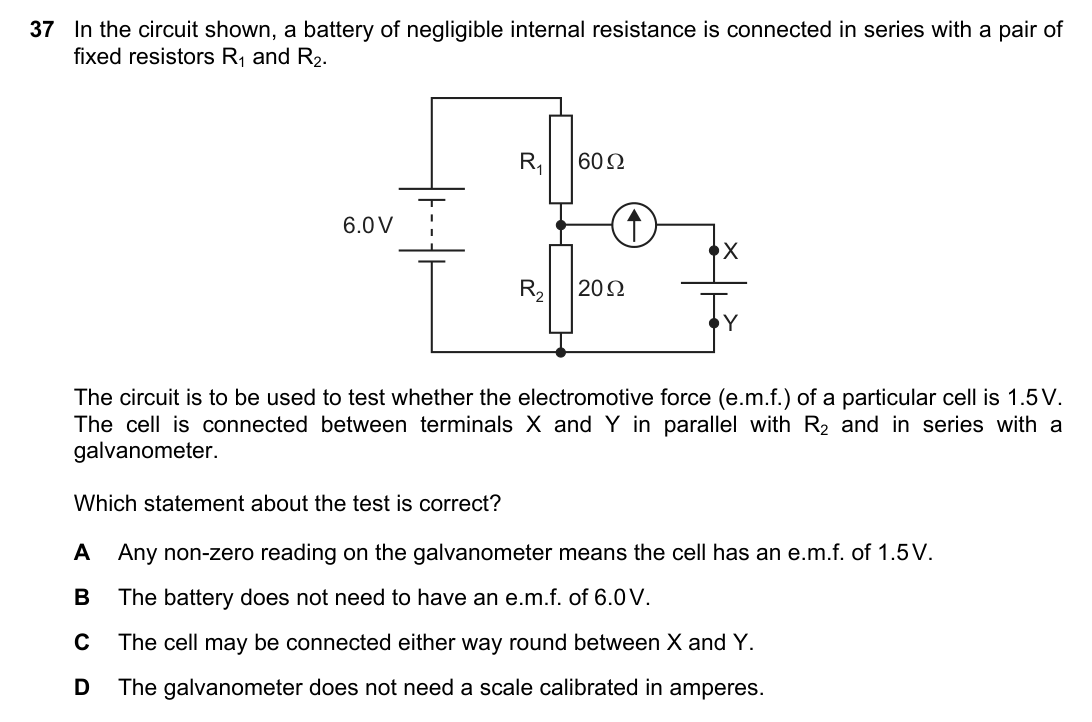 37 In the circuit shown, a battery of negligible internal resistance is connected in series with a pair of
fixed resistors R₁ and R₂.
R₁ 60 Ω
6.0 V
X
R₂ 20 Ω
Y
The circuit is to be used to test whether the electromotive force (e.m.f.) of a particular cell is 1.5 V.
The cell is connected between terminals X and Y in parallel with R₂ and in series with a
galvanometer.
Which statement about the test is correct?
A Any non-zero reading on the galvanometer means the cell has an e.m.f. of 1.5 V.
B The battery does not need to have an e.m.f. of 6.0 V.
C The cell may be connected either way round between X and Y.
D The galvanometer does not need a scale calibrated in amperes.